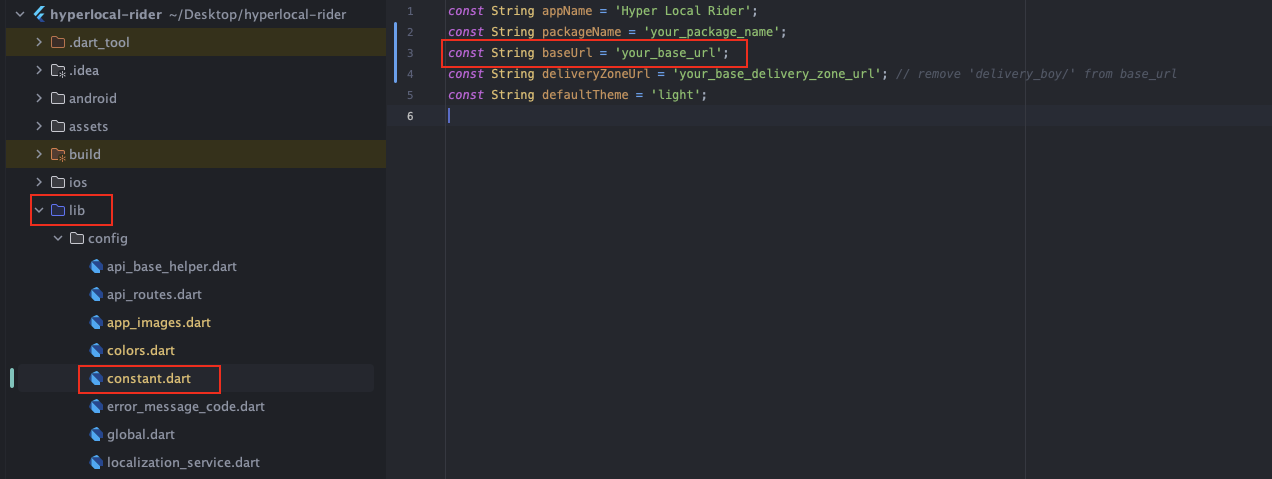 hyperlocal-rider ~/Desktop/hyperlocal-rider
.dart_tool
.idea
android
assets
build
ios
lib
config
api_base_helper.dart
api_routes.dart
app_images.dart
colors.dart
constant.dart
error_message_code.dart
global.dart
localization_service.dart
1 const String appName = 'Hyper Local Rider';
2 const String packageName = 'your_package_name';
3 const String baseUrl = 'your_base_url';
4 const String deliveryZoneUrl = 'your_base_delivery_zone_url'; // remove 'delivery_boy/' from base_url
5 const String defaultTheme = 'light';
6